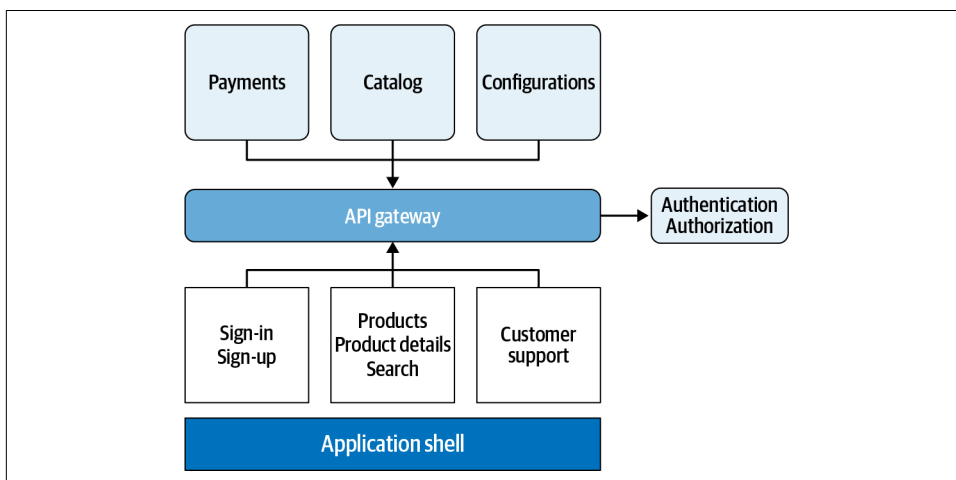 Payments
Catalog
Configurations
API gateway
Authentication
Authorization
Sign-in
Sign-up
Products
Product details
Search
Customer
support
Application shell